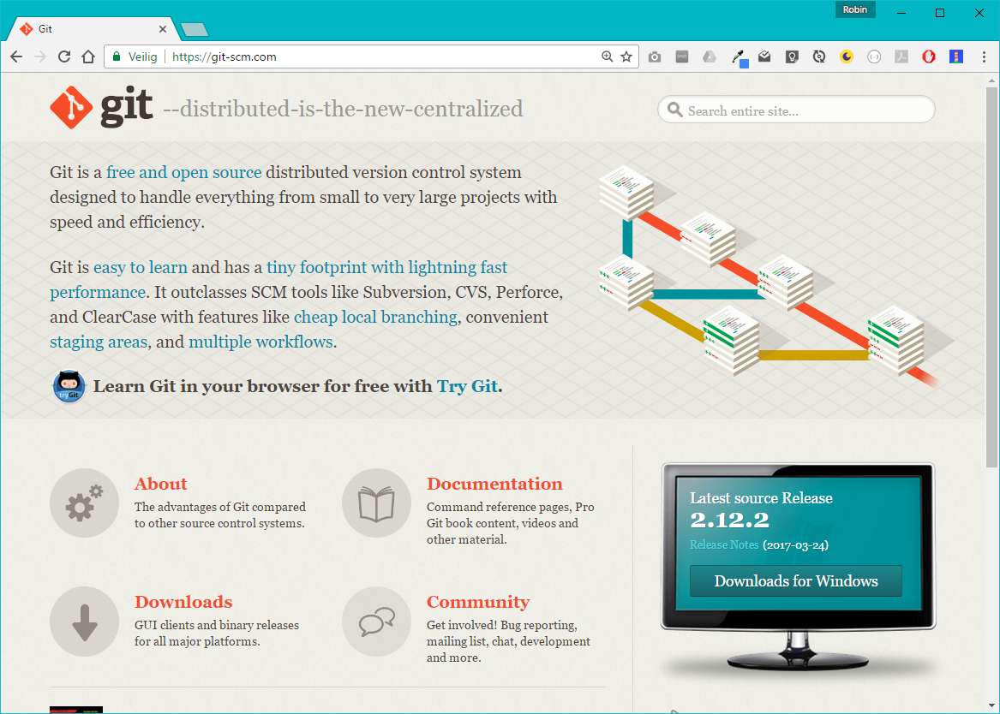 Robin
Git
Veilig https://git-scm.com
git --distributed-is-the-new-centralized
Search entire site...
Git is a free and open source distributed version control system
designed to handle everything from small to very large projects with
speed and efficiency.
Git is easy to learn and has a tiny footprint with lightning fast
performance. It outclasses SCM tools like Subversion, CVS, Perforce,
and ClearCase with features like cheap local branching, convenient
staging areas, and multiple workflows.
tryGit
Learn Git in your browser for free with Try Git.
About
The advantages of Git compared
to other source control systems.
Documentation
Command reference pages, Pro
Git book content, videos and
other material.
Downloads
GUI clients and binary releases
for all major platforms.
Community
Get involved! Bug reporting,
mailing list, chat, development
and more.
Latest source Release
2.12.2
Release Notes (2017-03-24)
Downloads for Windows